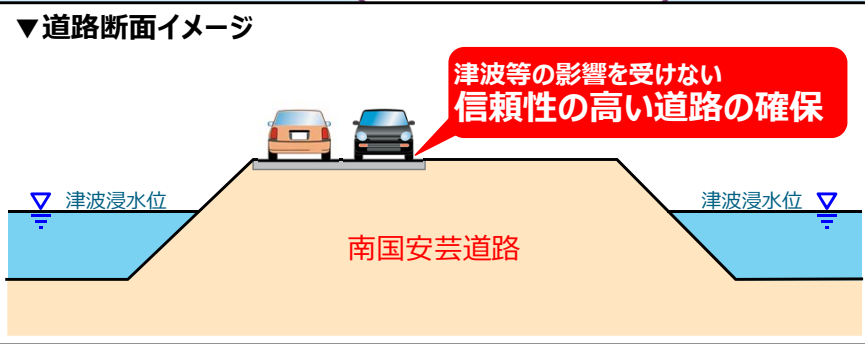 ▼道路断面イメージ
津波等の影響を受けない
信頼性の高い道路の確保
津波浸水位
津波浸水位
南国安芸道路